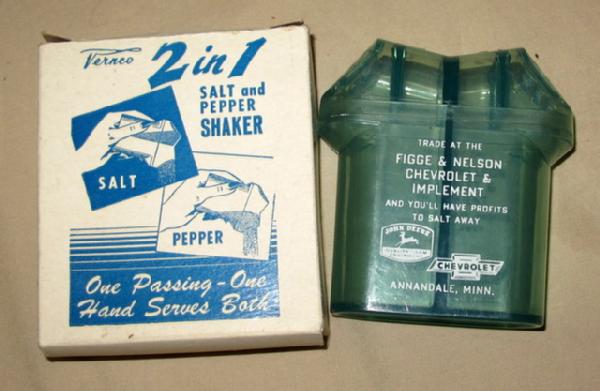 Vernco
2 in 1
SALT and
PEPPER
SHAKER
SALT
PEPPER
One Passing - One
Hand Serves Both
TRADE AT THE
FIGGE & NELSON
CHEVROLET &
IMPLEMENT
AND YOU'LL HAVE PROFITS
TO SALT AWAY
JOHN DEERE
CHEVROLET
ANNANDALE, MINN.